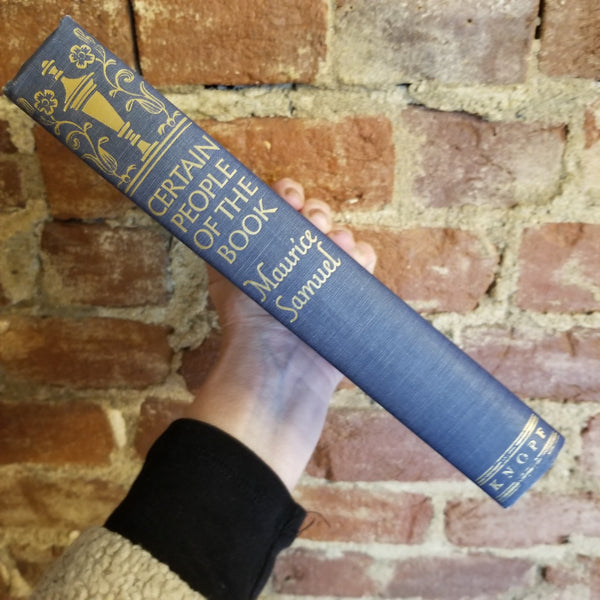 CERTAIN
PEOPLE
OF THE
BOOK
Maurice
Samuel
KNOPF